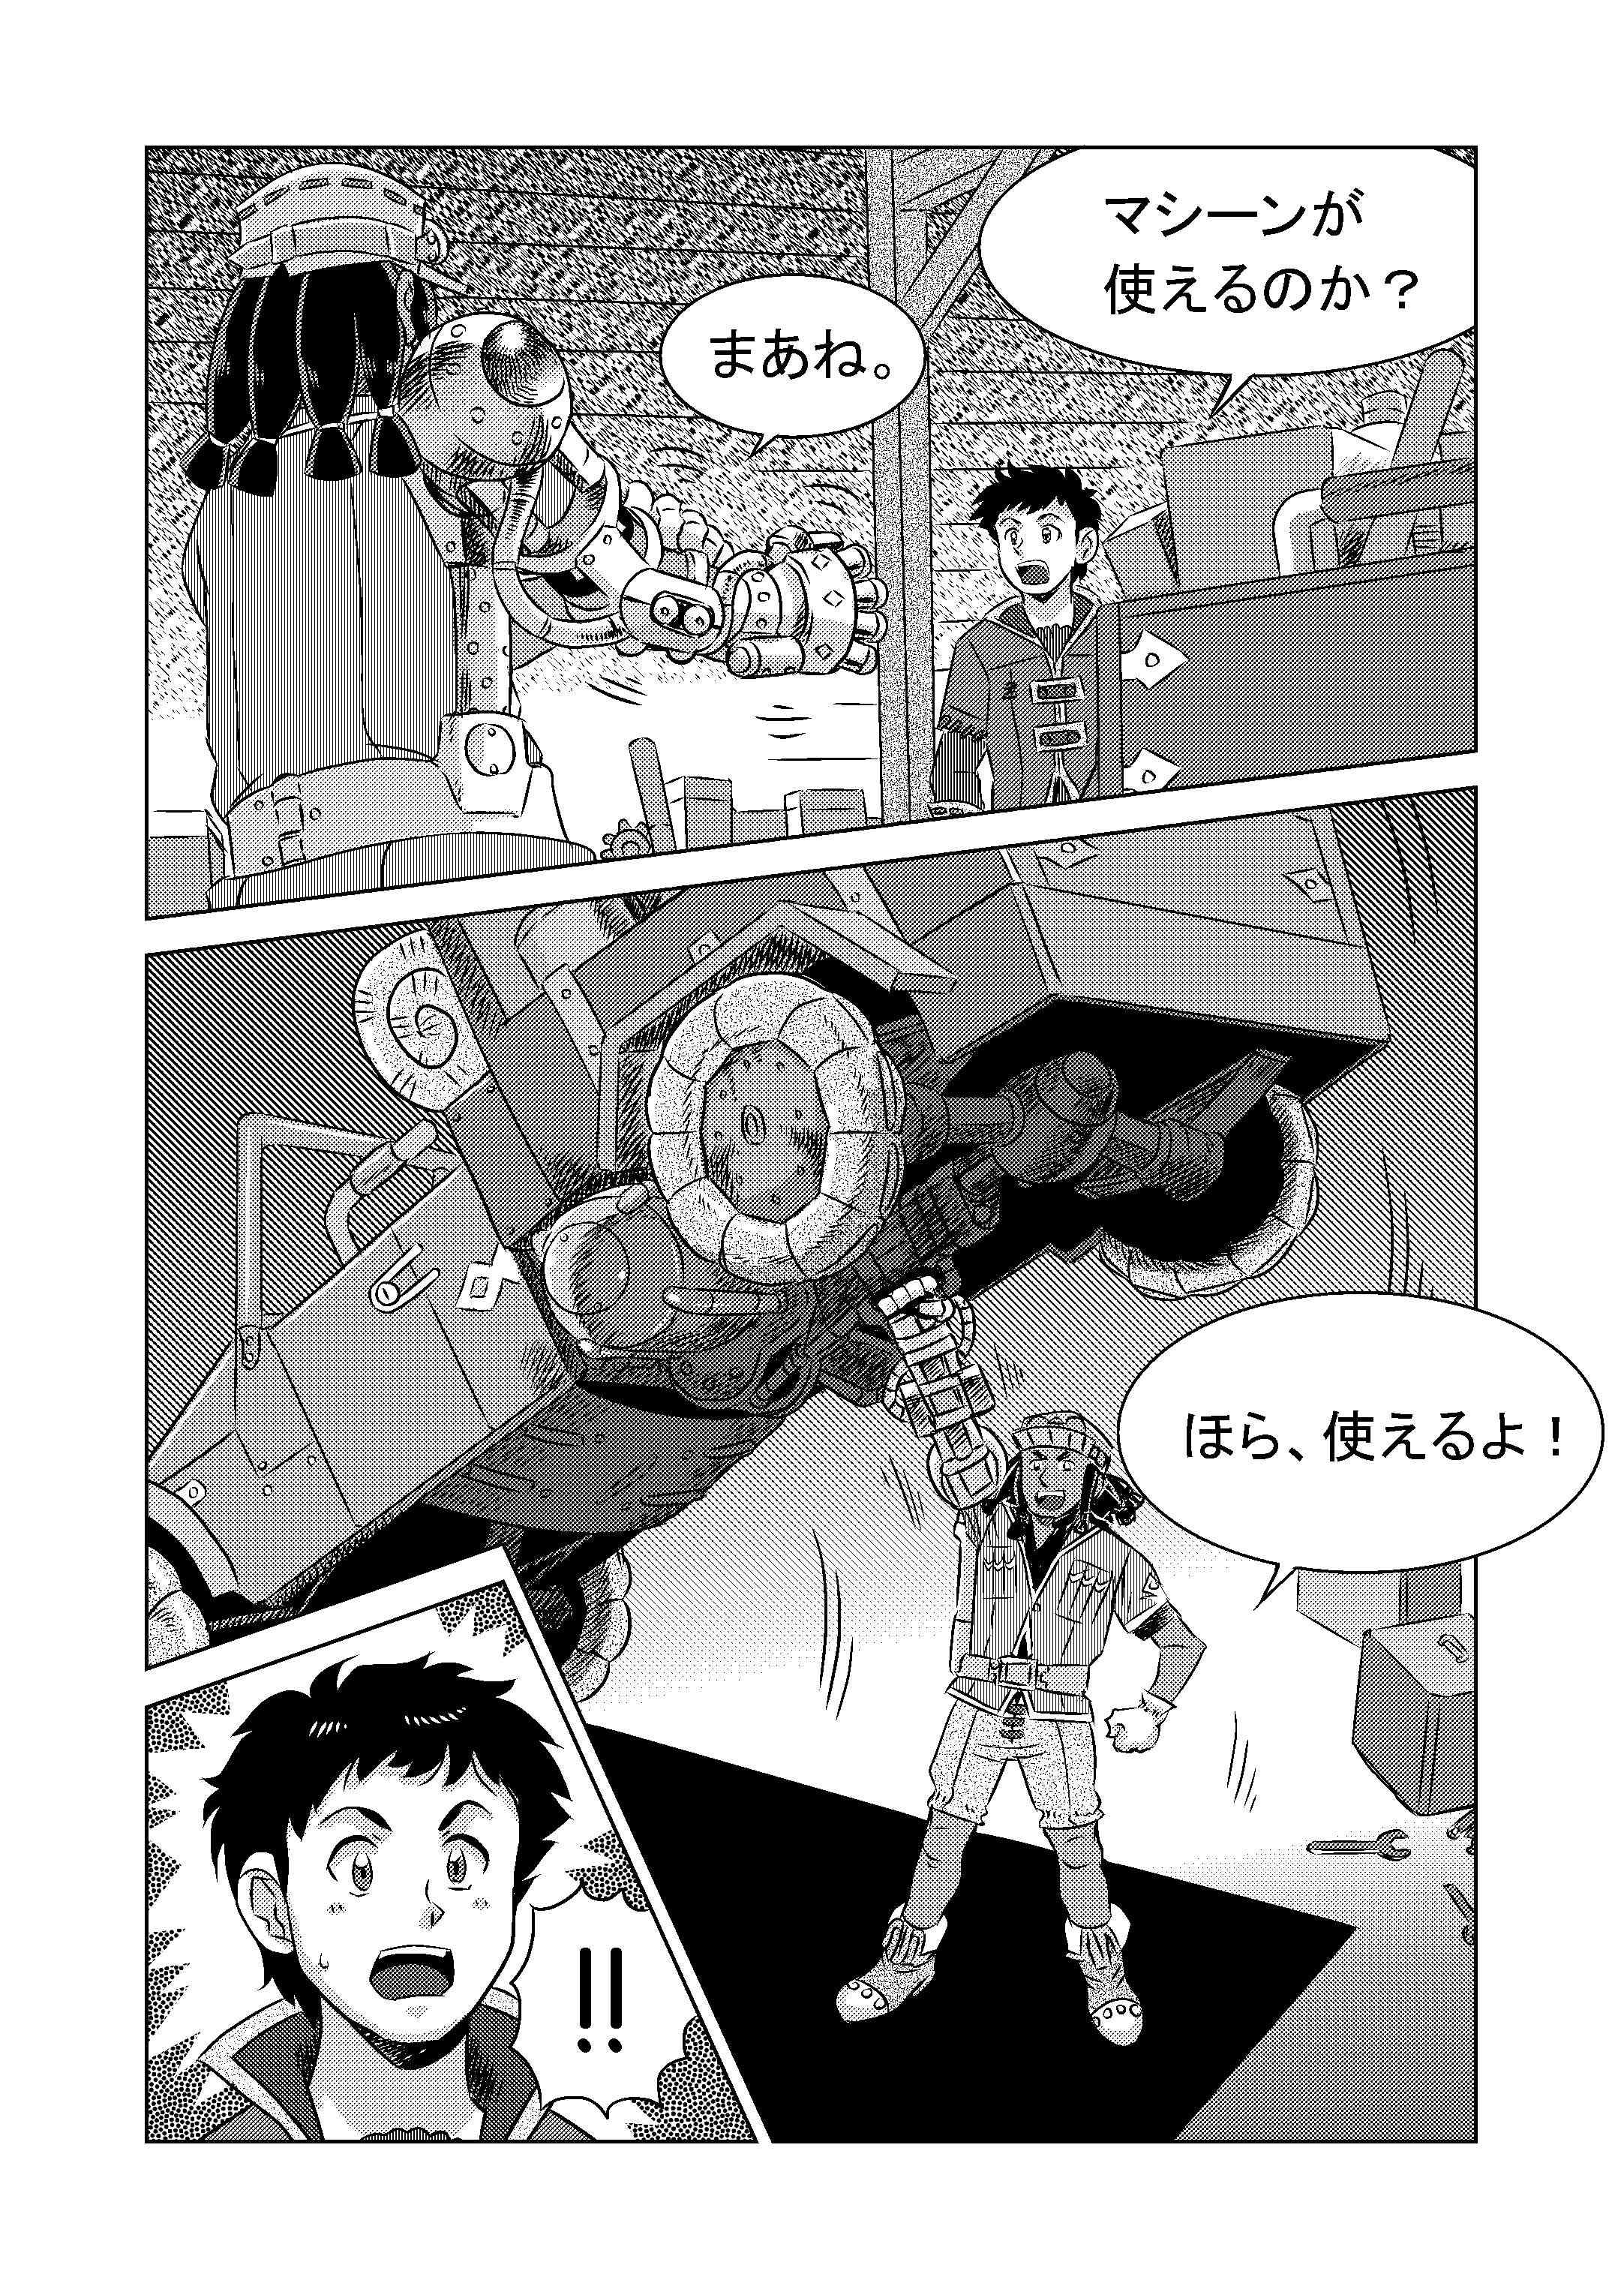 マシーンが
使えるのか？
まあね。
ほら、使えるよ！
!!